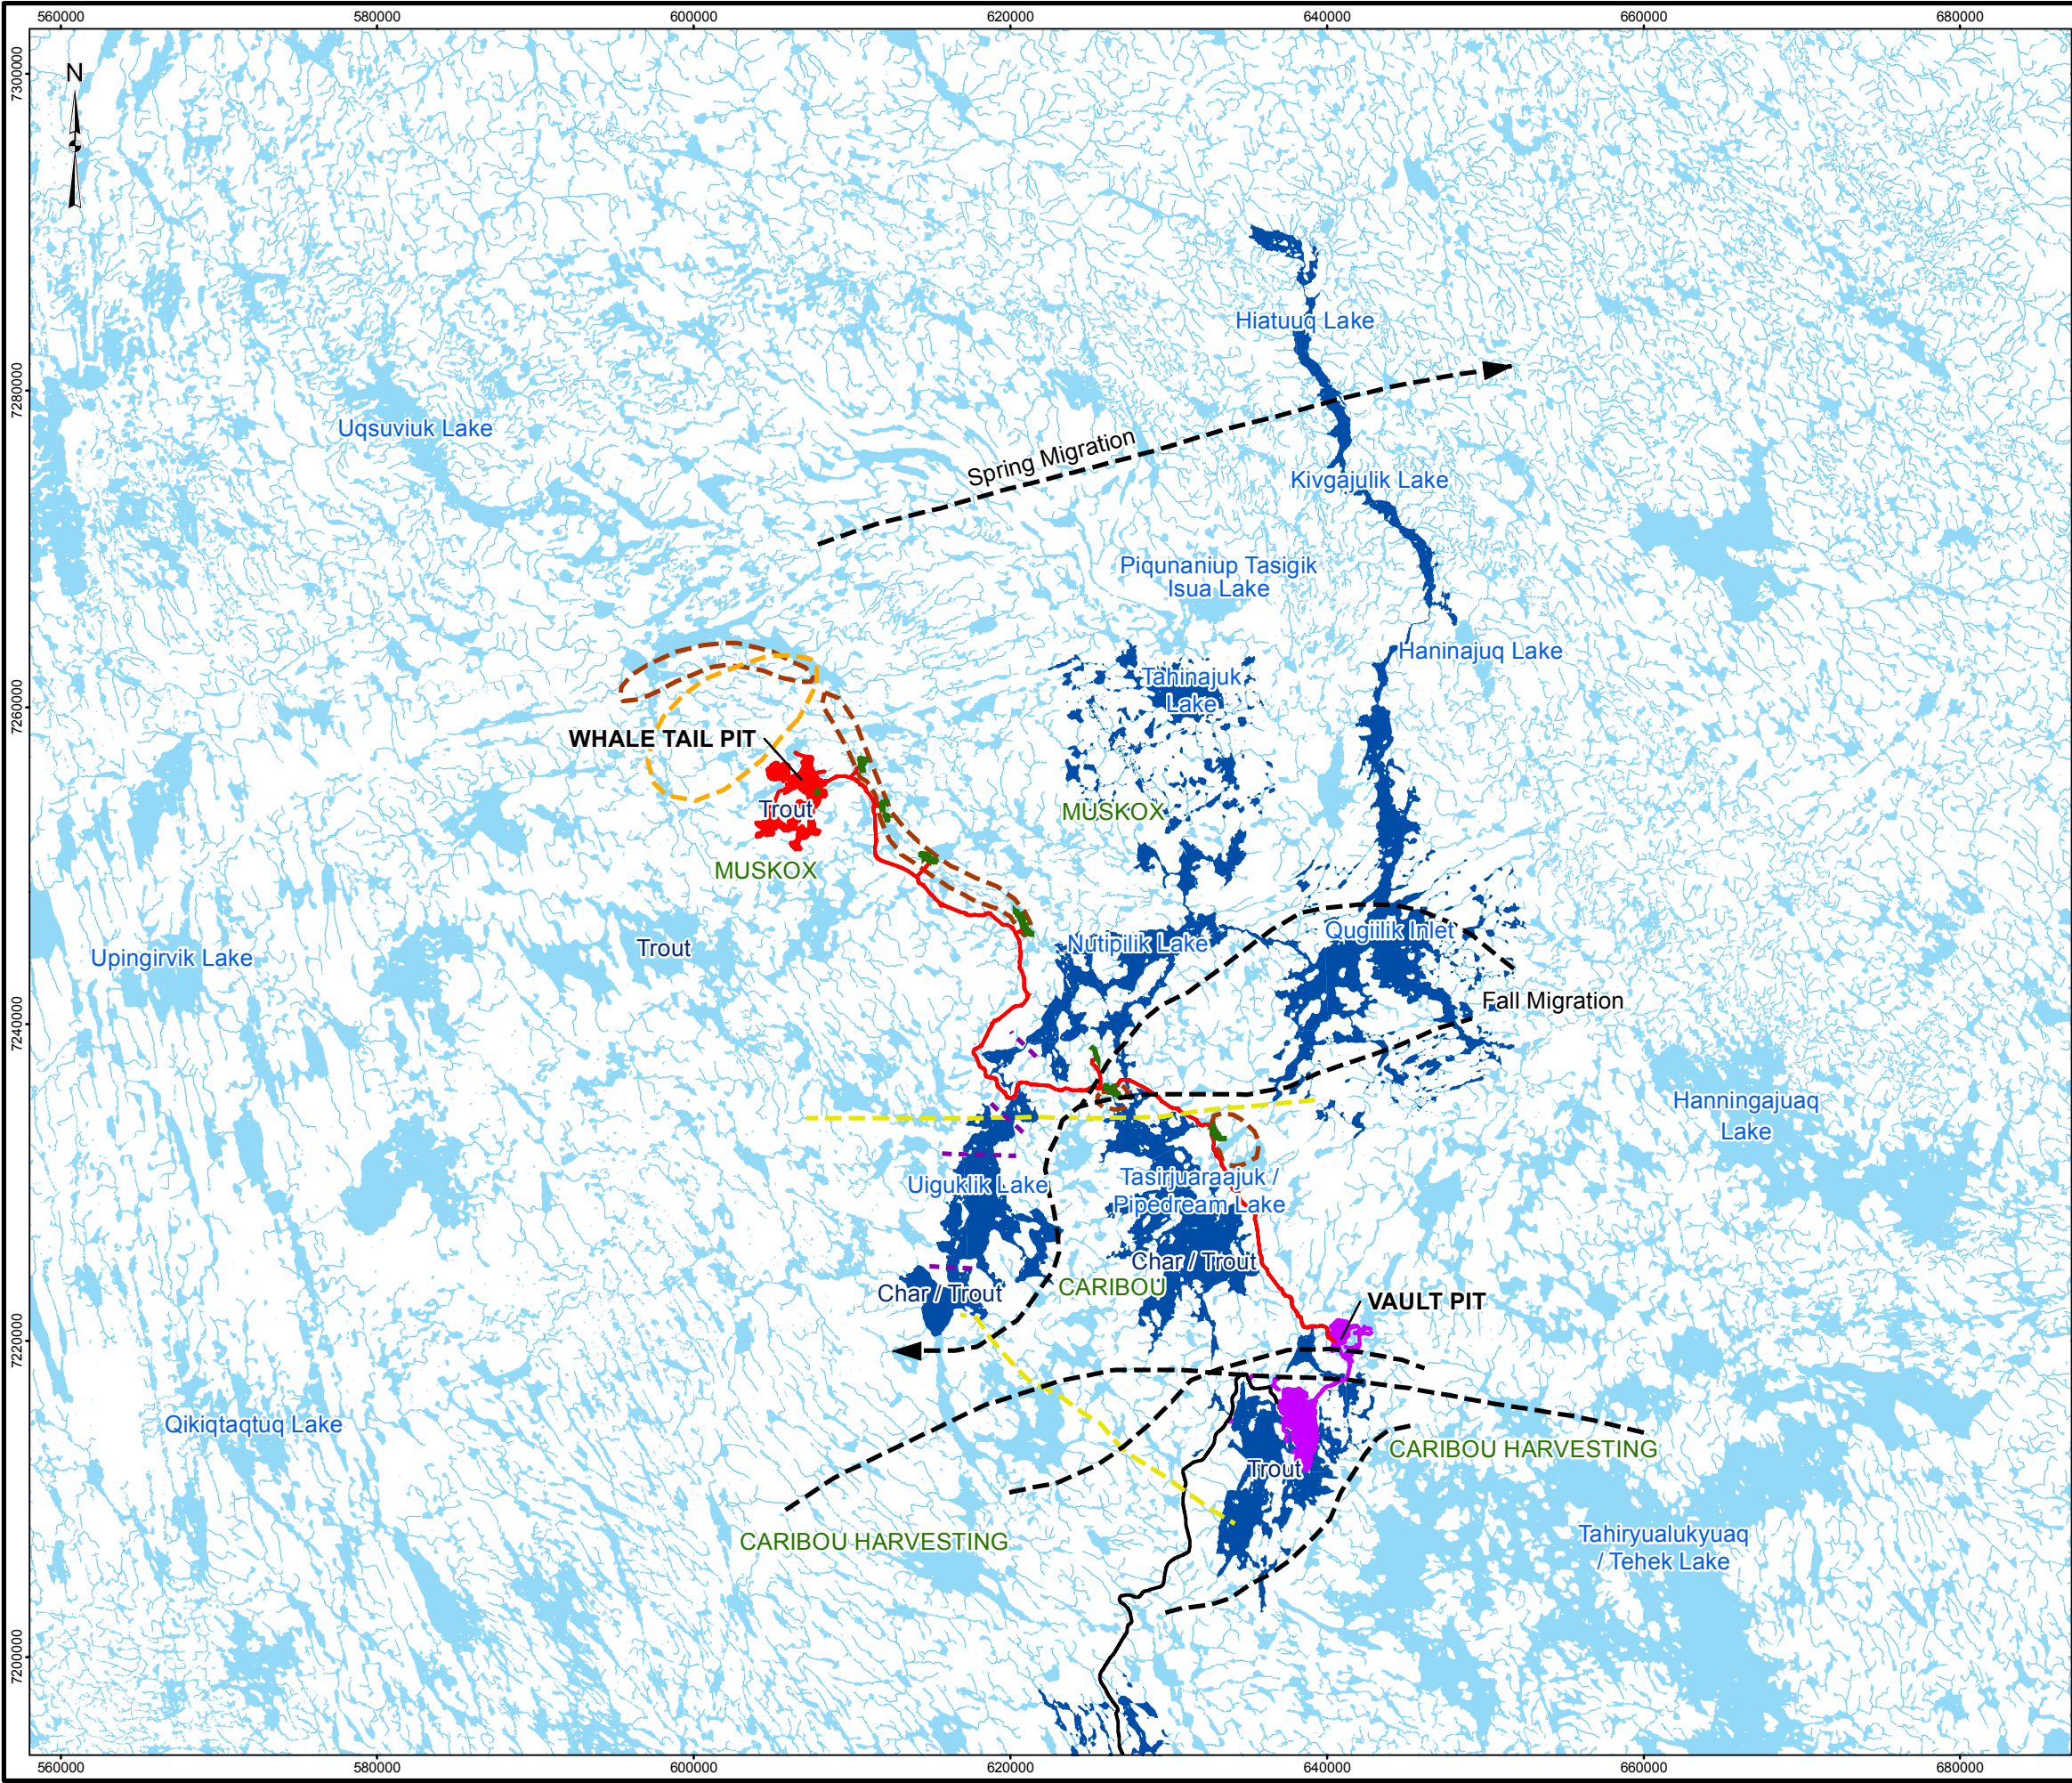 560000
580000
600000
620000
640000
660000
680000
7300000
N
Hiatuuq Lake
7280000
Uqsuviuk Lake
Spring Migration
Kivgajulik Lake
Piqunaniup Tasigik
Isua Lake
Haninajuq Lake
Tahinajuk
Lake
7260000
WHALE TAIL PIT
Trout
MUSKOX
MUSKOX
Qugiilik Inlet
Nutipilik Lake
Trout
Upingirvik Lake
Fall Migration
7240000
Hanningajuaq
Lake
Tasirjuaraajuk /
Pipedream Lake
Uiguklik Lake
Char / Trout
CARIBOU
Char / Trout
VAULT PIT
7220000
Qikiqtaqtuq Lake
CARIBOU HARVESTING
Trout
Tahiryualukyuaq
/ Tehek Lake
CARIBOU HARVESTING
7200000
560000
580000
600000
620000
640000
660000
680000